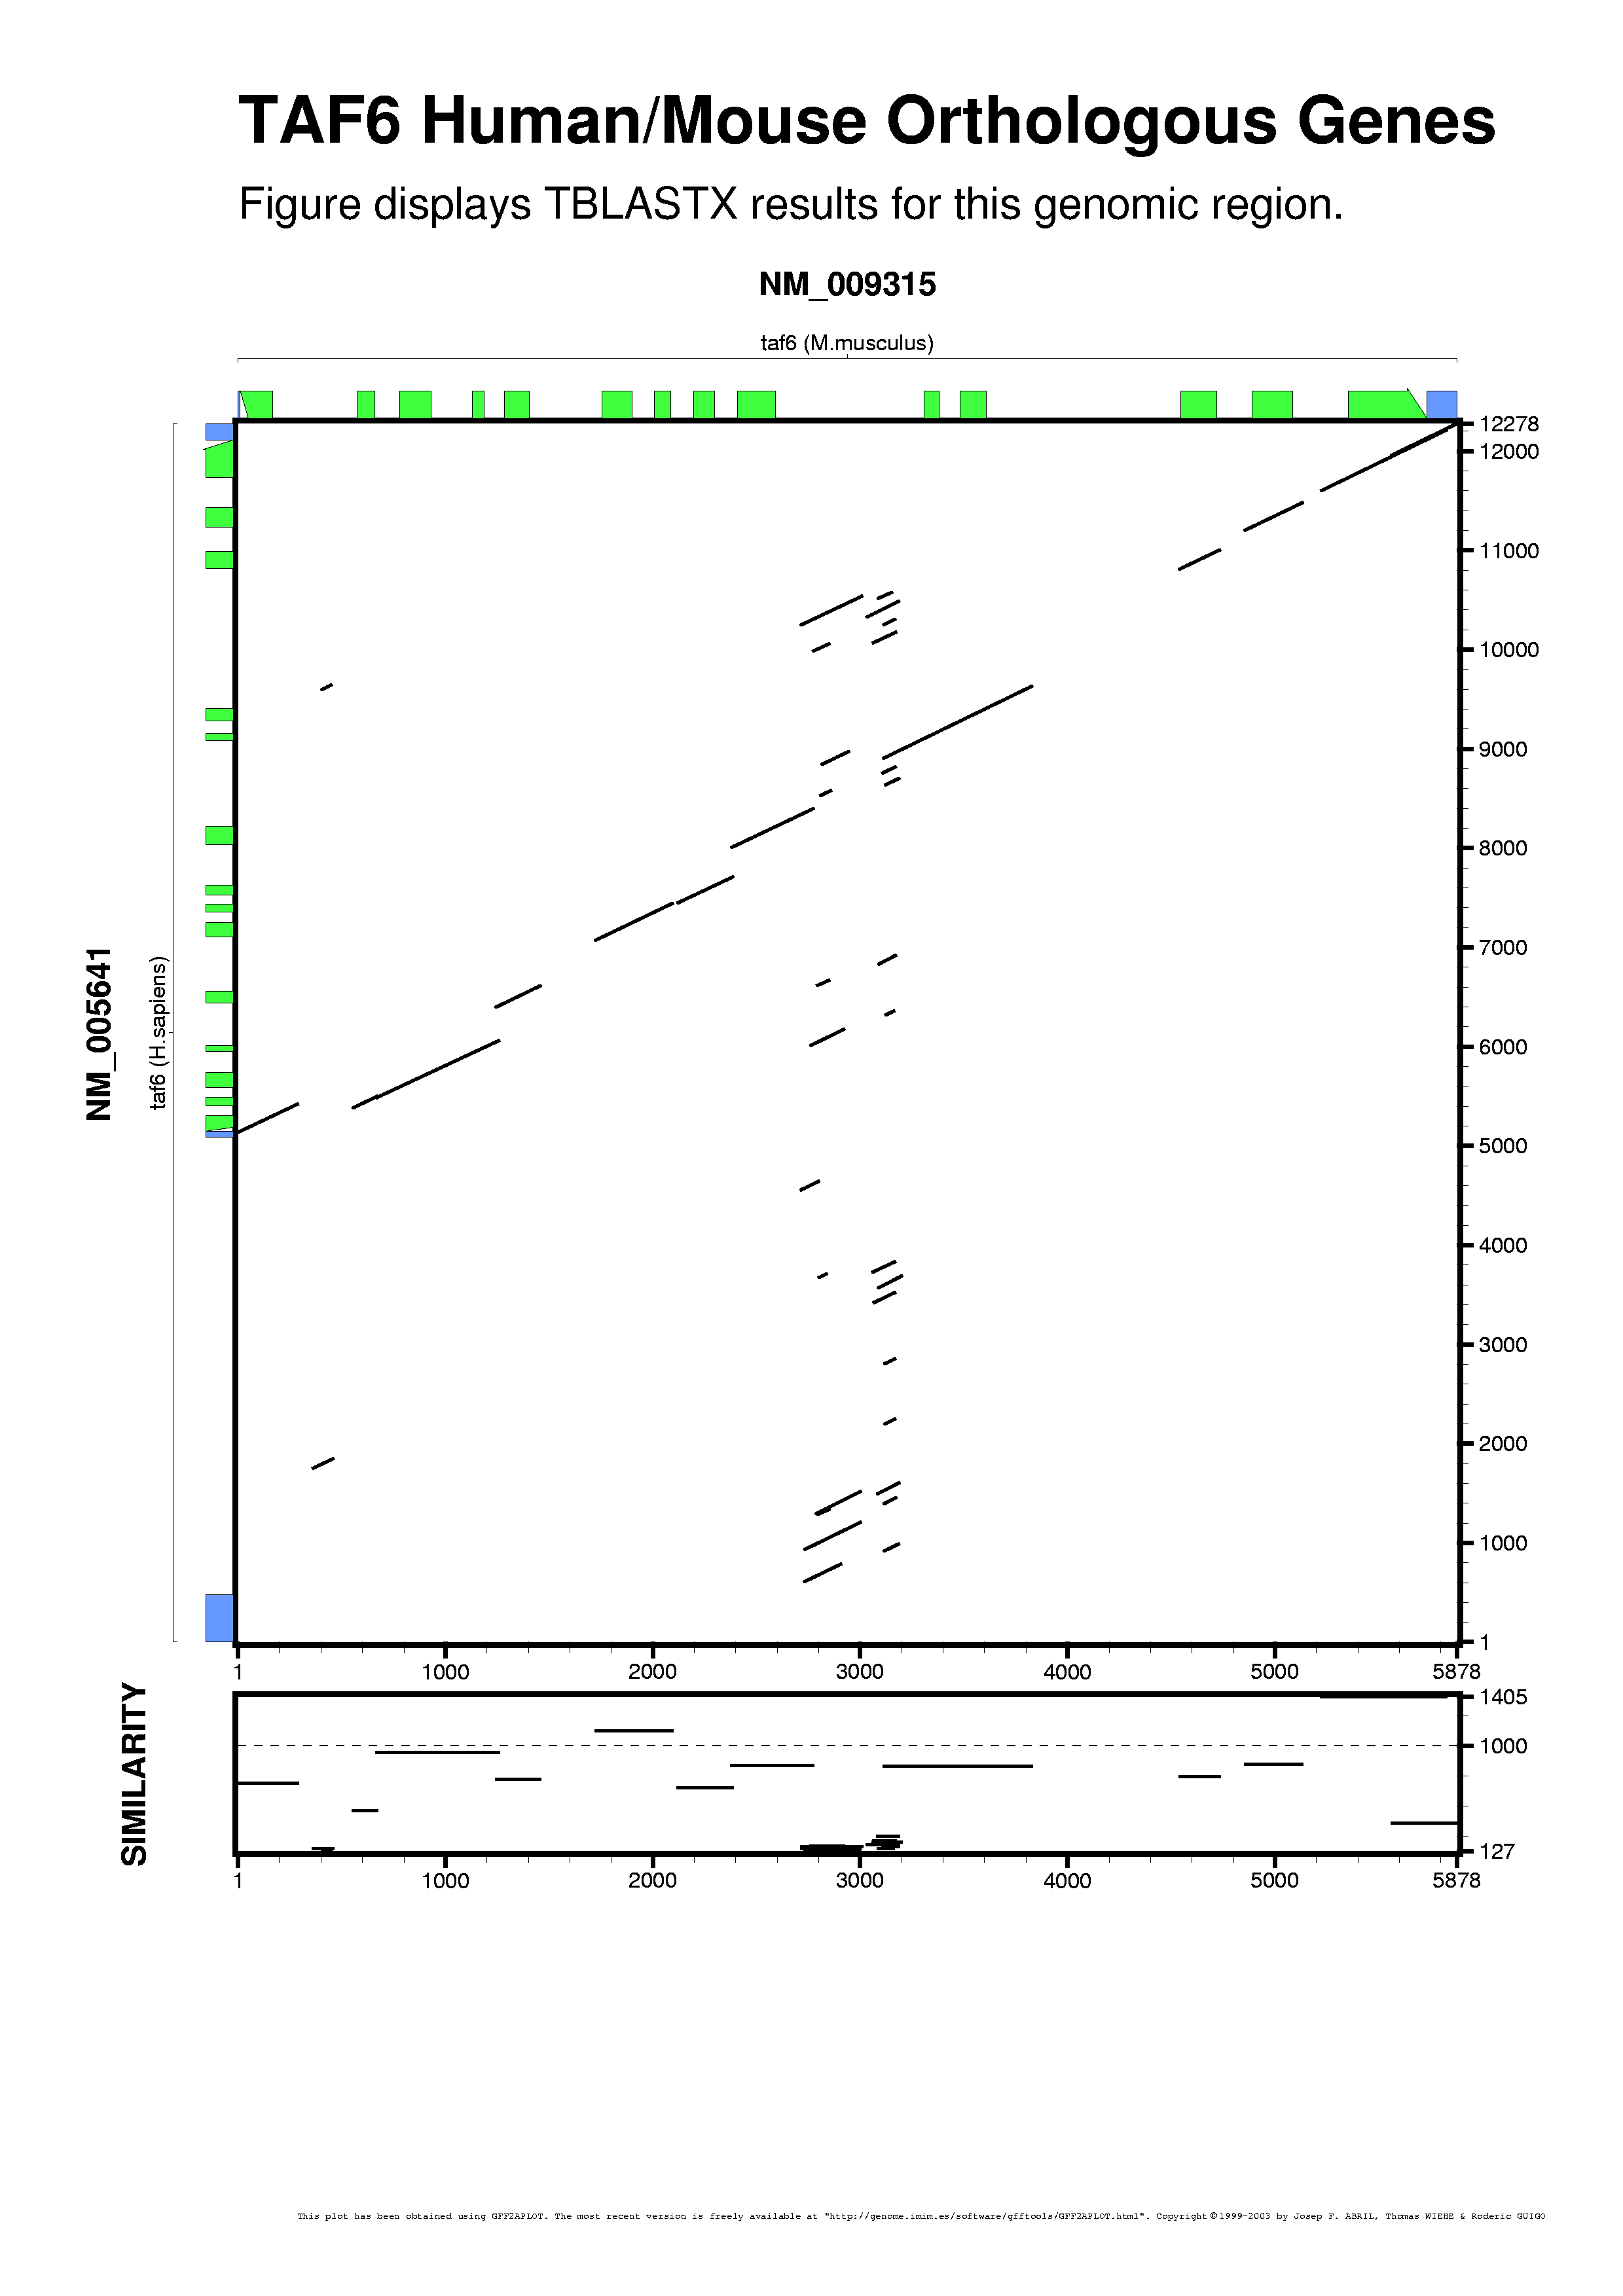 TAF6 Human/Mouse Orthologous Genes
Figure displays TBLASTX results for this genomic region.
NM_009315
taf6 (M.musculus)
NM_005641
taf6 (H.sapiens)
12278
12000
11000
10000
9000
8000
7000
6000
5000
4000
3000
2000
1000
1
1 1000 2000 3000 4000 5000 5878
SIMILARITY
1405
1000
127
1 1000 2000 3000 4000 5000 5878
This plot has been obtained using GFF2APLOT. The most recent version is freely available at "http://genome.imim.es/software/gfftools/GFF2APLOT.html". Copyright ©1999-2003 by Josep F. ABRIL, Thomas WIEHE & Roderic GUIGO